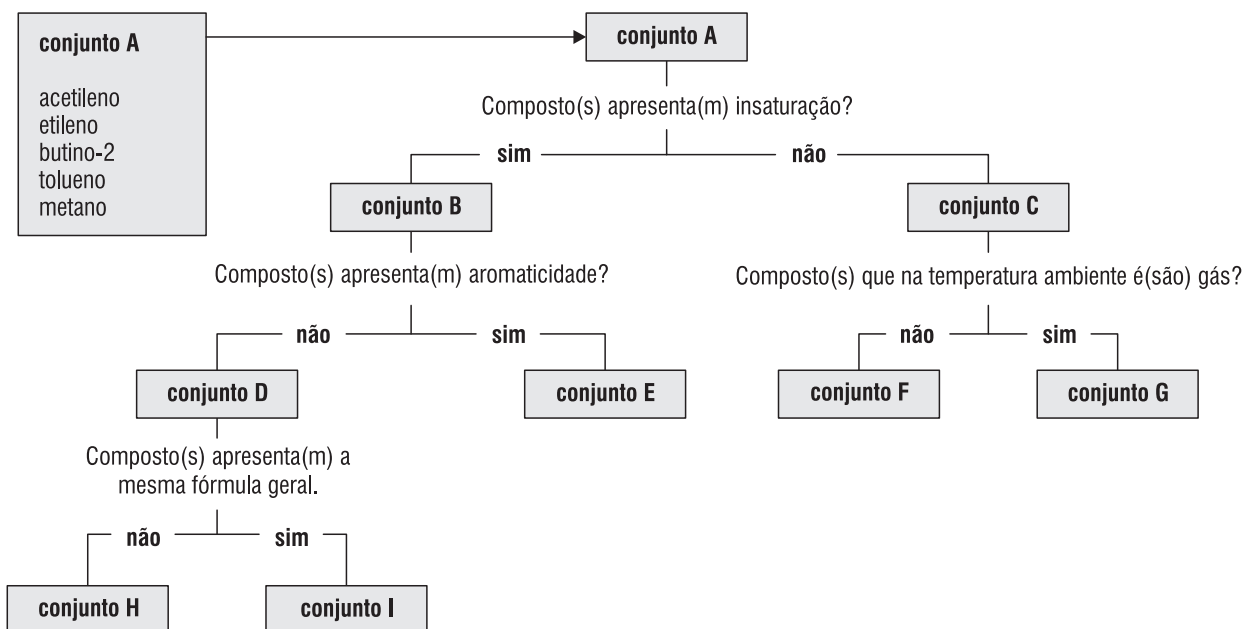 conjunto A
acetileno
etileno
butino-2
tolueno
metano
conjunto A
Composto(s) apresenta(m) insaturação?
sim
não
conjunto B
conjunto C
Composto(s) apresenta(m) aromaticidade?
Composto(s) que na temperatura ambiente é(são) gás?
não
sim
não
sim
conjunto D
conjunto E
conjunto F
conjunto G
Composto(s) apresenta(m) a
mesma fórmula geral.
não
sim
conjunto H
conjunto I